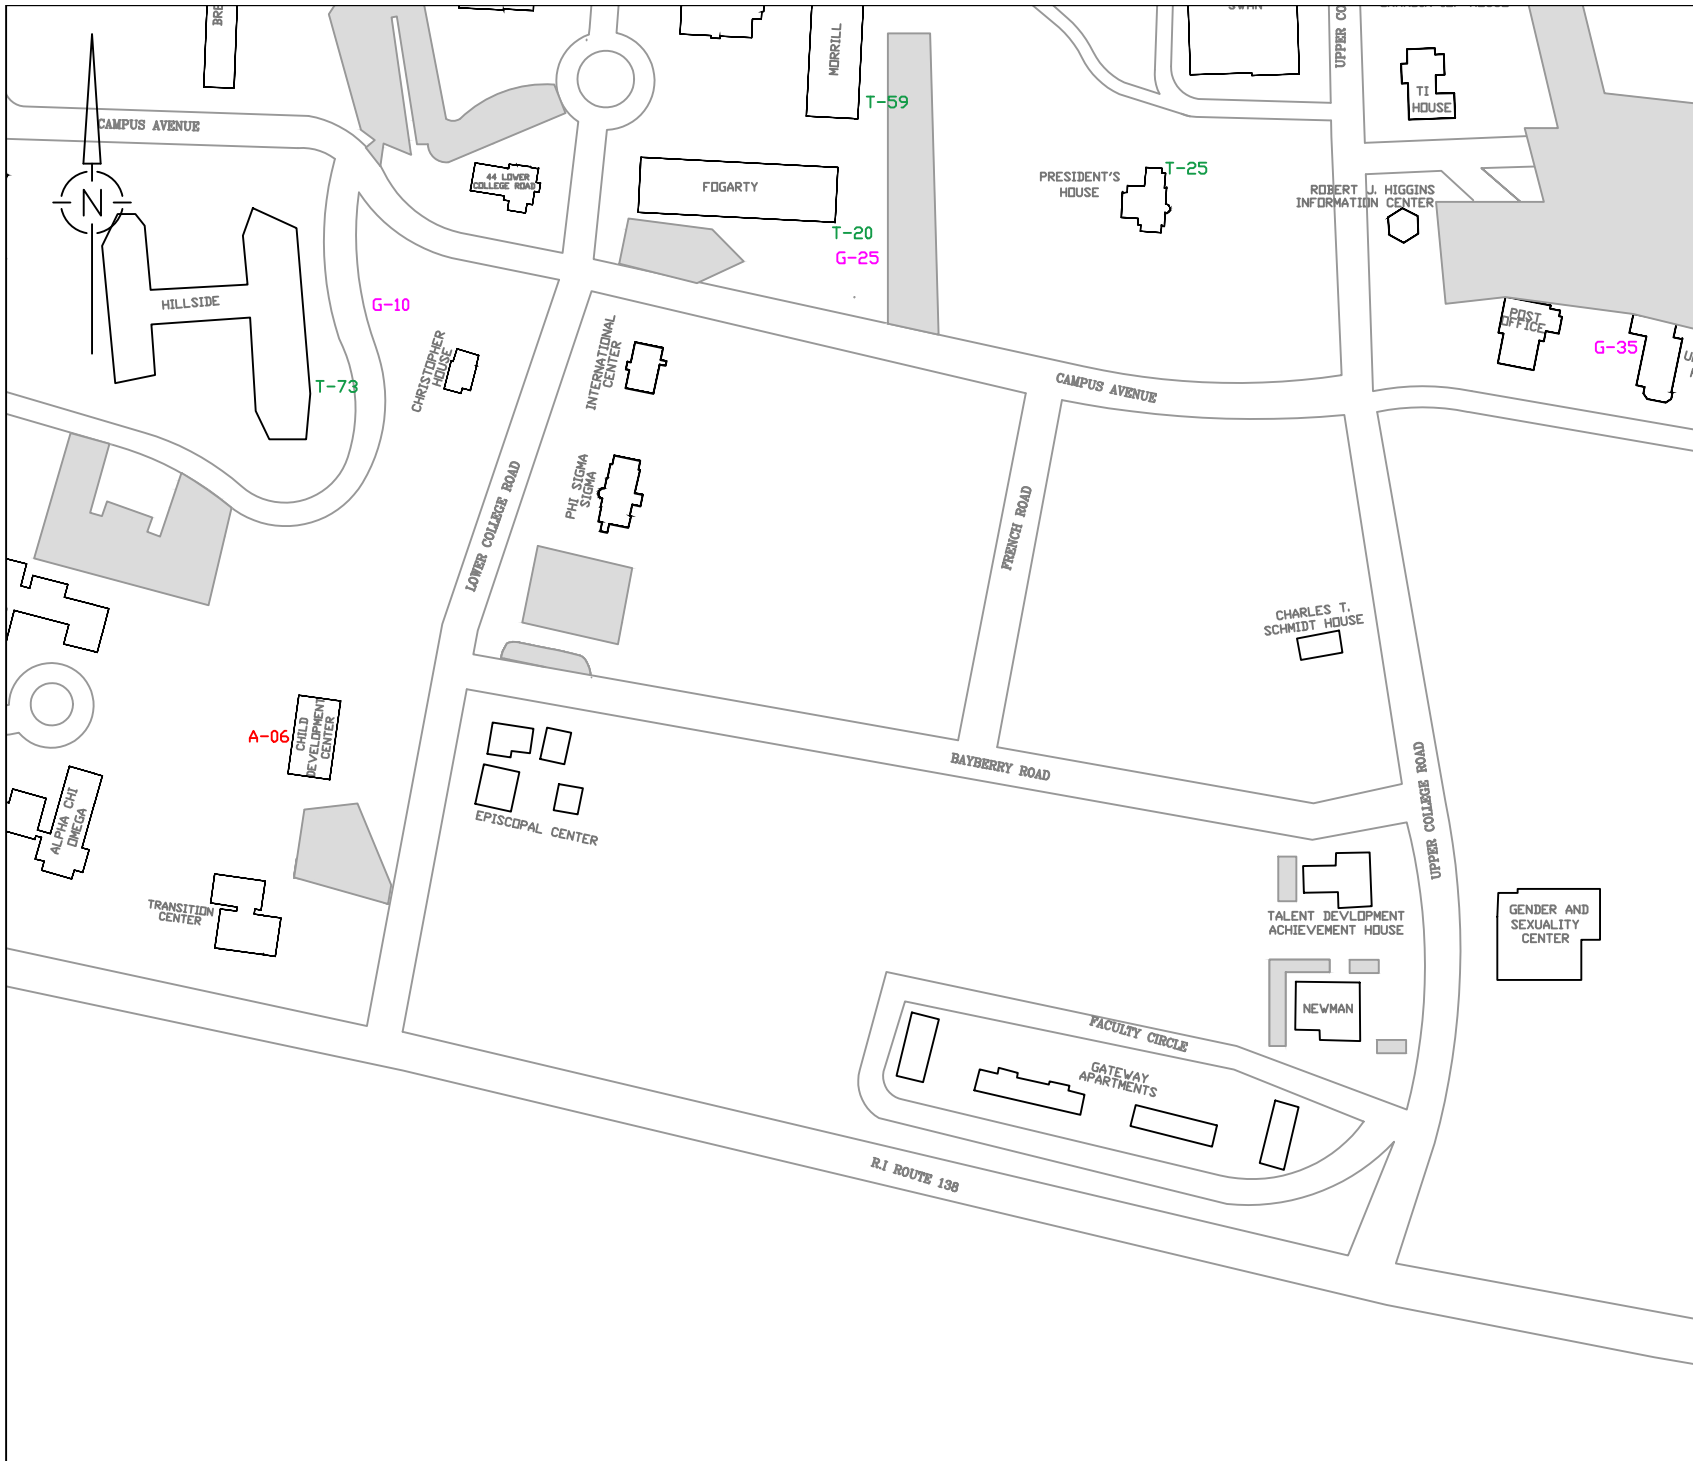 MORRILL
T-59
TI
HOUSE
CAMPUS AVENUE
44 LOWER
COLLEGE ROAD
FOGARTY
PRESIDENT'S
HOUSE
T-25
ROBERT J. HIGGINS
INFORMATION CENTER
N
T-20
G-25
HILLSIDE
G-10
CHRISTOPHER
HOUSE
INTERNATIONAL
CENTER
POST
OFFICE
G-35
T-73
CAMPUS AVENUE
PHI SIGMA
SIGMA
LOWER COLLEGE ROAD
FRENCH ROAD
CHARLES T.
SCHMIDT HOUSE
A-06
CHILD
DEVELOPMENT
CENTER
BAYBERRY ROAD
UPPER COLLEGE ROAD
ALPHA CHI
OMEGA
EPISCOPAL CENTER
TRANSITION
CENTER
TALENT DEVLOPMENT
ACHIEVEMENT HOUSE
GENDER AND
SEXUALITY
CENTER
NEWMAN
FACULTY CIRCLE
GATEWAY
APARTMENTS
R.I ROUTE 138